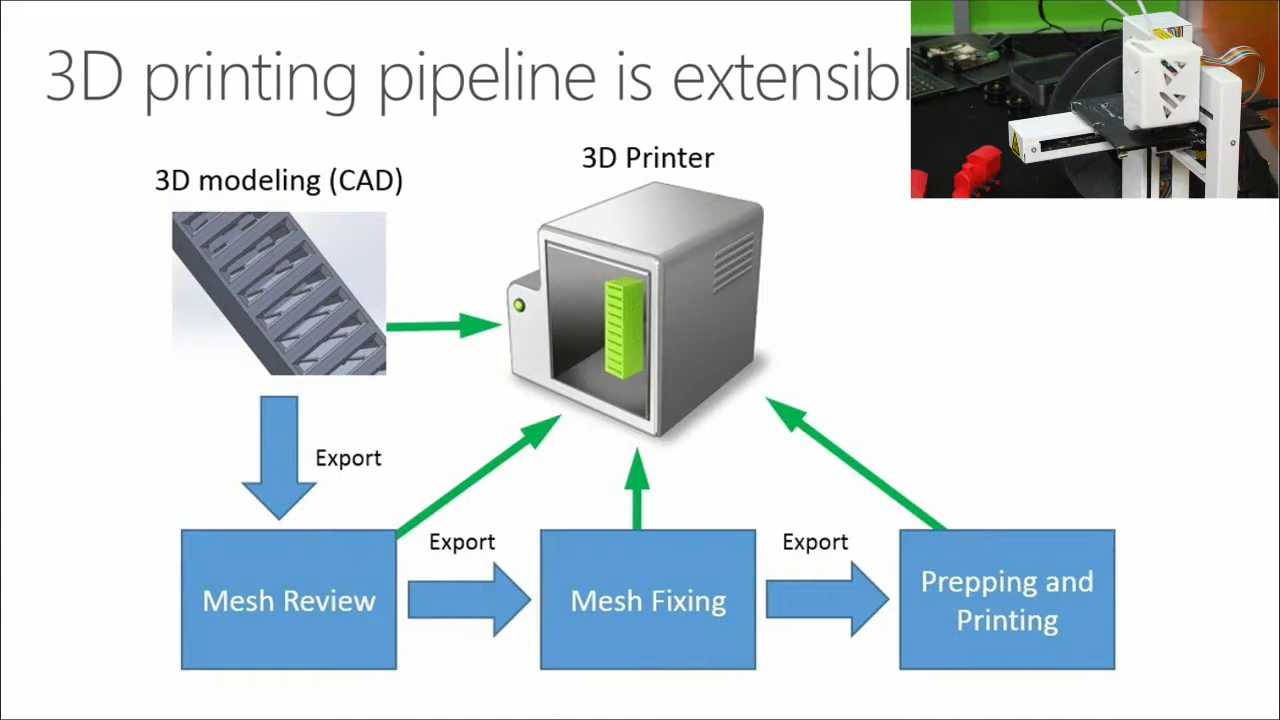 3D printing pipeline is extensibl
3D Printer
3D modeling (CAD)
Export
Export
Export
Mesh Review
Mesh Fixing
Prepping and
Printing